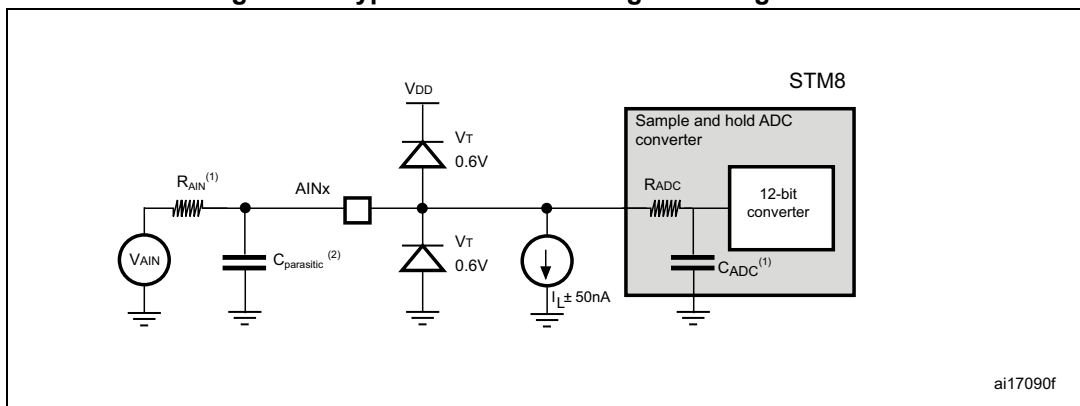 STM8
VDD
Sample and hold ADC
converter
VT
0.6V
RAIN(1)
AINx
RADC
12-bit
converter
VAIN
Cparasitic (2)
VT
0.6V
CADC(1)
IL± 50nA
ai17090f